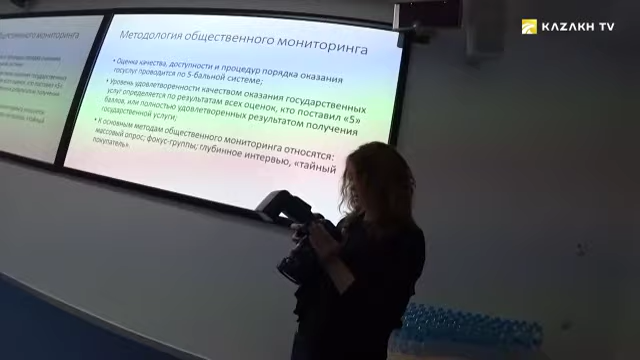 KAZAKH TV
Методология общественного мониторинга
• Оценка качества, доступности и процедур порядка оказания
госуслуг проводится по 5-бальной системе;
• Уровень удовлетворенности качеством оказания государственных
услуг определяется по результатам всех оценок, кто поставил «5»
баллов, или полностью удовлетворенных результатом получения
государственной услуги;
• К основным методам общественного мониторинга относятся:
массовый опрос; фокус-группы; глубинное интервью, «тайный
покупатель».